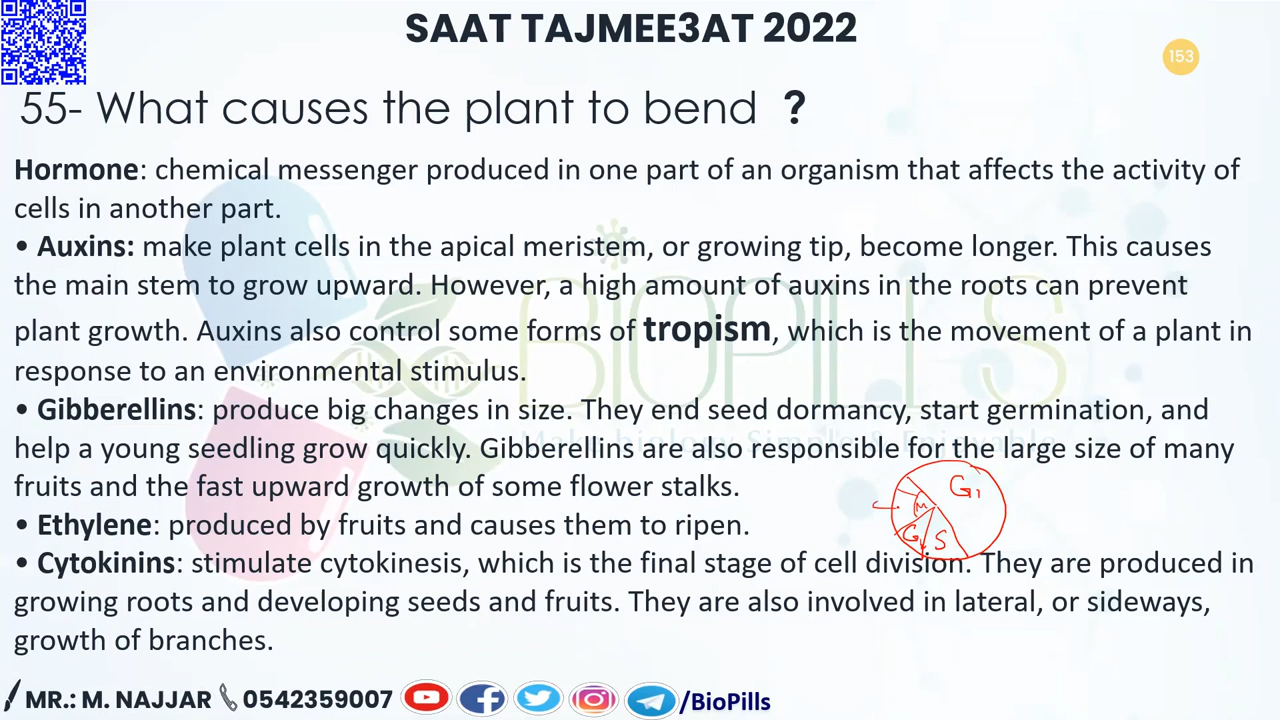 SAAT TAJMEE3AT 2022
153
55- What causes the plant to bend ?
Hormone: chemical messenger produced in one part of an organism that affects the activity of
cells in another part.
• Auxins: make plant cells in the apical meristem, or growing tip, become longer. This causes
the main stem to grow upward. However, a high amount of auxins in the roots can prevent
plant growth. Auxins also control some forms of tropism, which is the movement of a plant in
response to an environmental stimulus.
• Gibberellins: produce big changes in size. They end seed dormancy, start germination, and
help a young seedling grow quickly. Gibberellins are also responsible for the large size of many
fruits and the fast upward growth of some flower stalks.
G1
M
S
• Ethylene: produced by fruits and causes them to ripen.
• Cytokinins: stimulate cytokinesis, which is the final stage of cell division. They are produced in
growing roots and developing seeds and fruits. They are also involved in lateral, or sideways,
growth of branches.
BIOPILLS
MR.: M. NAJJAR 0542359007 /BioPills